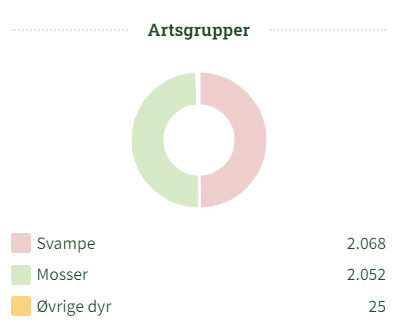 Artsgrupper
Svampe 2.068
Mosser 2.052
Øvrige dyr 25